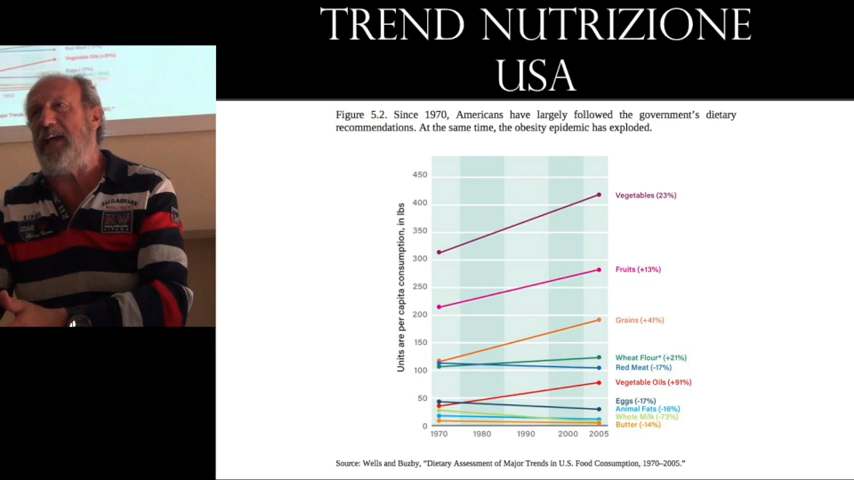 TREND NUTRIZIONE
USA
Figure 5.2. Since 1970, Americans have largely followed the government's dietary
recommendations. At the same time, the obesity epidemic has exploded.
Units are per capita consumption, in lbs
450
400
350
300
250
200
150
100
50
0
1970
1980
1990
2000
2005
Vegetables (23%)
Fruits (+13%)
Grains (+41%)
Wheat Flour* (+21%)
Red Meat (-17%)
Vegetable Oils (+91%)
Eggs (-17%)
Animal Fats (-16%)
Whole Milk (-73%)
Butter (-14%)
Source: Wells and Buzby, "Dietary Assessment of Major Trends in U.S. Food Consumption, 1970–2005."